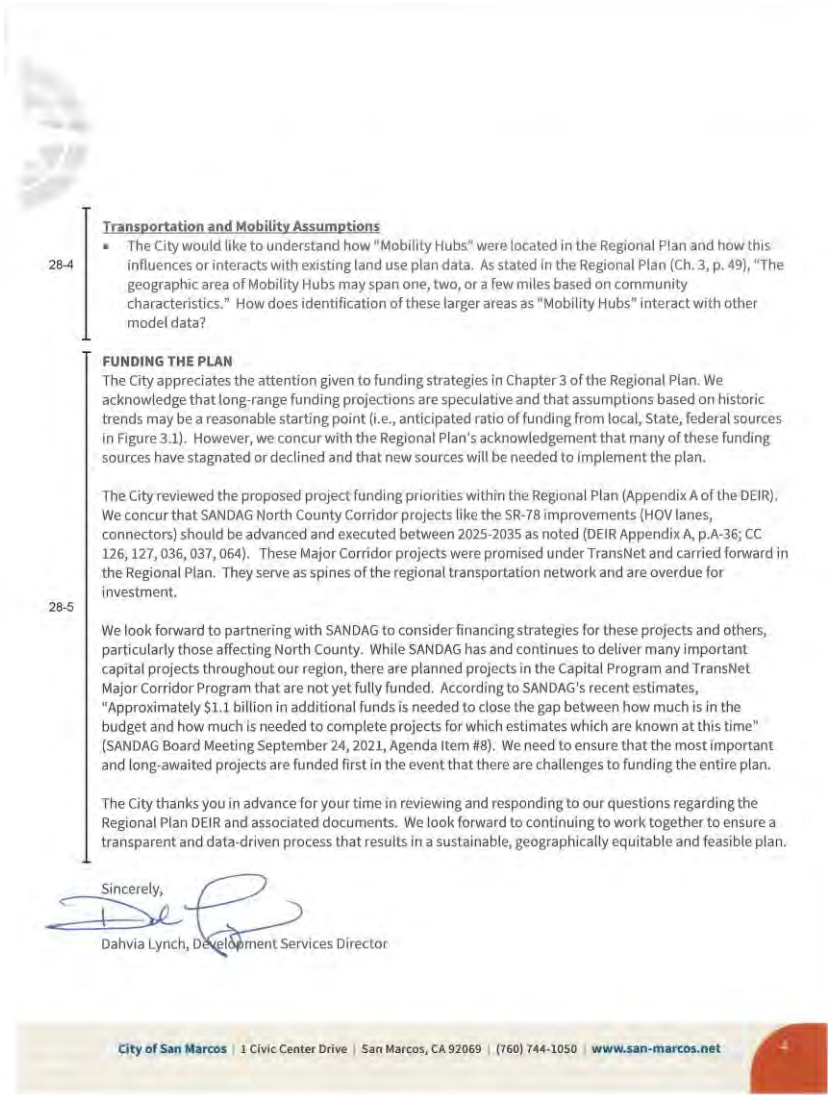 Transportation and Mobility Assumptions
▪ The City would like to understand how "Mobility Hubs" were located in the Regional Plan and how this
28-4
influences or interacts with existing land use plan data. As stated in the Regional Plan (Ch. 3, p. 49), "The
geographic area of Mobility Hubs may span one, two, or a few miles based on community
characteristics." How does identification of these larger areas as "Mobility Hubs" interact with other
model data?
FUNDING THE PLAN
The City appreciates the attention given to funding strategies in Chapter 3 of the Regional Plan. We
acknowledge that long-range funding projections are speculative and that assumptions based on historic
trends may be a reasonable starting point (i.e., anticipated ratio of funding from local, State, federal sources
in Figure 3.1). However, we concur with the Regional Plan's acknowledgement that many of these funding
sources have stagnated or declined and that new sources will be needed to implement the plan.
The City reviewed the proposed project funding priorities within the Regional Plan (Appendix A of the DEIR).
We concur that SANDAG North County Corridor projects like the SR-78 improvements (HOV lanes,
connectors) should be advanced and executed between 2025-2035 as noted (DEIR Appendix A, p.A-36; CC
126, 127, 036, 037, 064). These Major Corridor projects were promised under TransNet and carried forward in
the Regional Plan. They serve as spines of the regional transportation network and are overdue for
investment.
28-5
We look forward to partnering with SANDAG to consider financing strategies for these projects and others,
particularly those affecting North County. While SANDAG has and continues to deliver many important
capital projects throughout our region, there are planned projects in the Capital Program and TransNet
Major Corridor Program that are not yet fully funded. According to SANDAG's recent estimates,
"Approximately $1.1 billion in additional funds is needed to close the gap between how much is in the
budget and how much is needed to complete projects for which estimates which are known at this time"
(SANDAG Board Meeting September 24, 2021, Agenda Item #8). We need to ensure that the most important
and long-awaited projects are funded first in the event that there are challenges to funding the entire plan.
The City thanks you in advance for your time in reviewing and responding to our questions regarding the
Regional Plan DEIR and associated documents. We look forward to continuing to work together to ensure a
transparent and data-driven process that results in a sustainable, geographically equitable and feasible plan.
Sincerely,
Dahvia Lynch, Development Services Director
City of San Marcos | 1 Civic Center Drive | San Marcos, CA 92069 | (760) 744-1050 | www.san-marcos.net
4